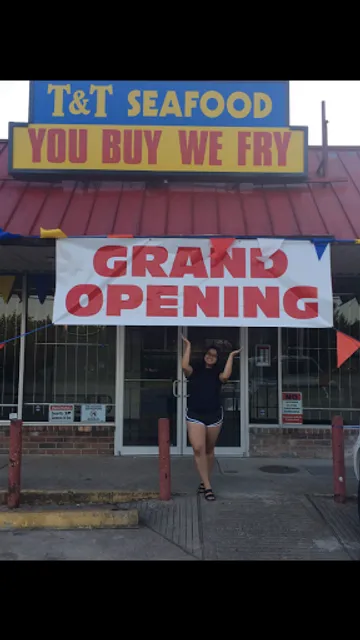 T&T SEAFOOD
YOU BUY WE FRY
GRAND
OPENING